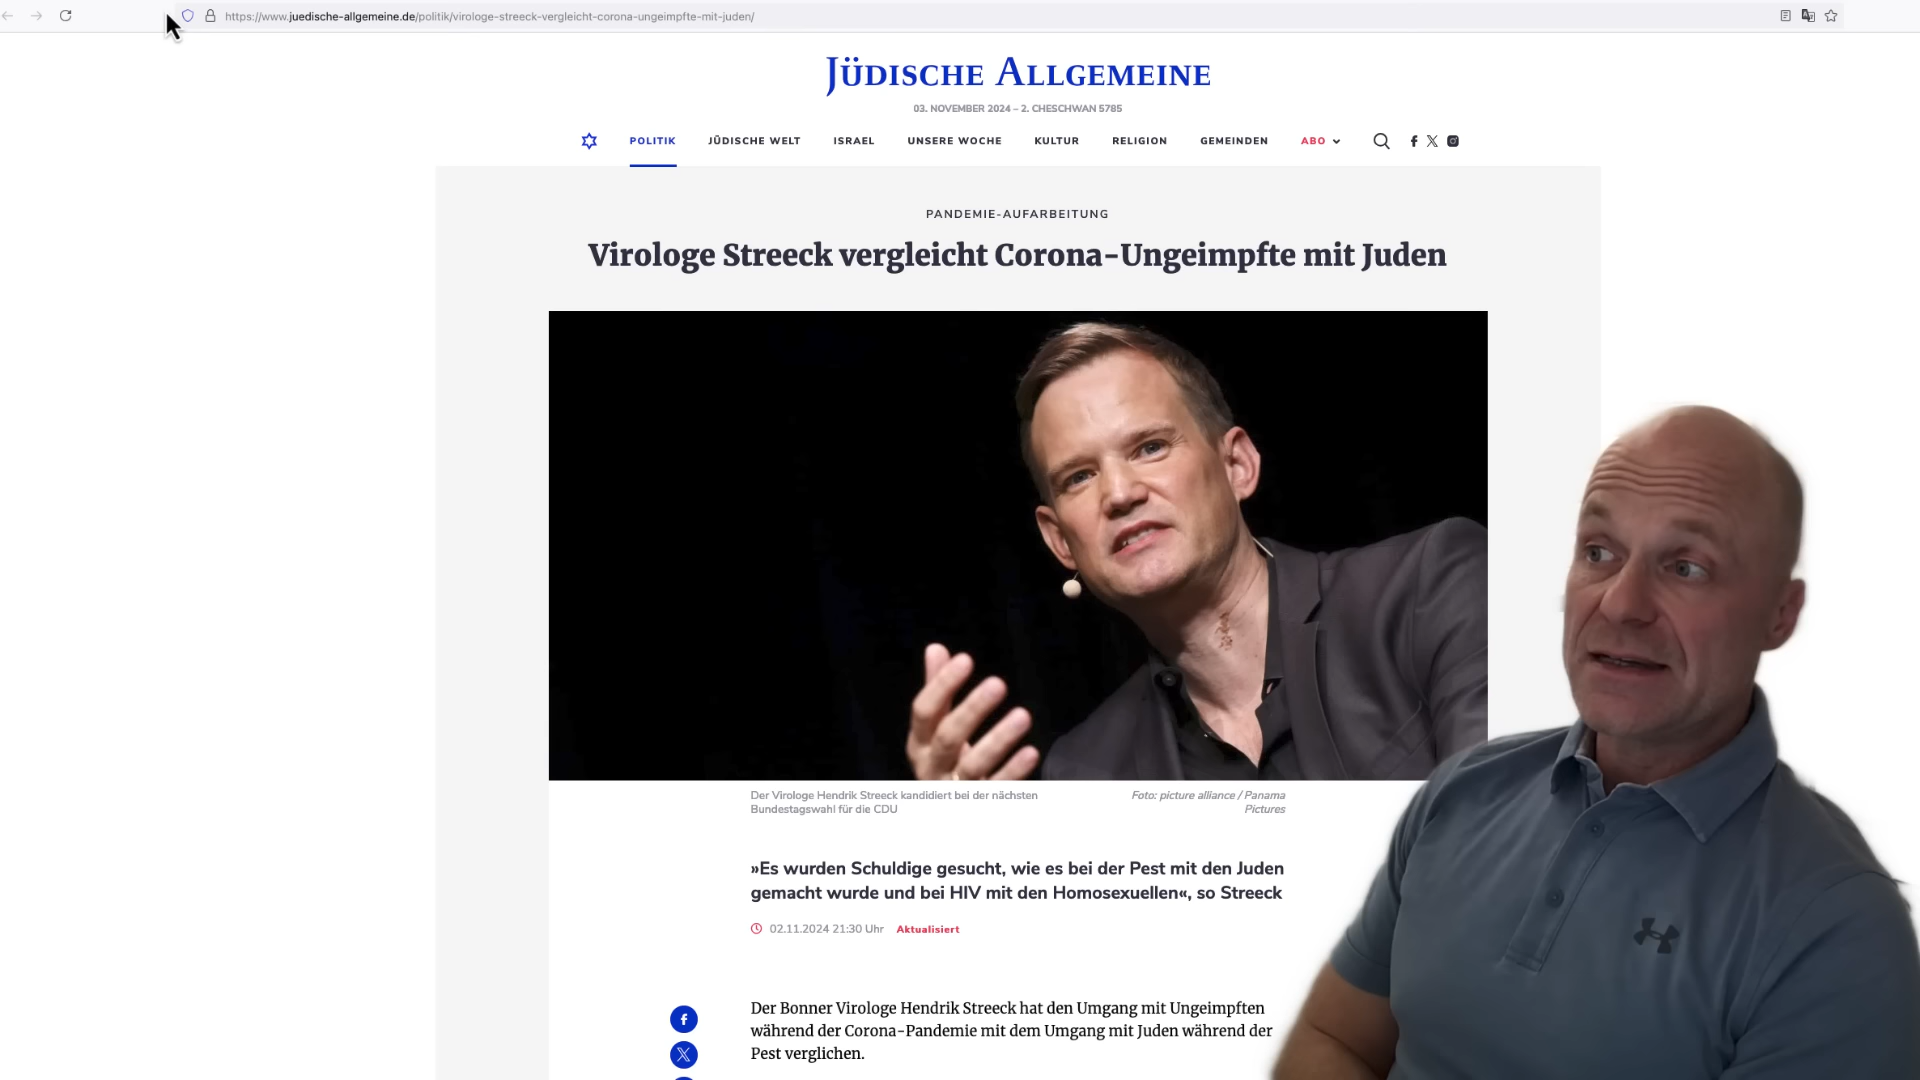 https://www.juedische-allgemeine.de/politik/virologe-streeck-vergleicht-corona-ungeimpfte-mit-juden/
JÜDISCHE ALLGEMEINE
03. NOVEMBER 2024 – 2. CHESCHWAN 5785
POLITIK JÜDISCHE WELT ISRAEL UNSERE WOCHE KULTUR RELIGION GEMEINDEN ABO
PANDEMIE-AUFARBEITUNG
Virologe Streeck vergleicht Corona-Ungeimpfte mit Juden
Der Virologe Hendrik Streeck kandidiert bei der nächsten
Bundestagswahl für die CDU
Foto: picture alliance / Panama
Pictures
»Es wurden Schuldige gesucht, wie es bei der Pest mit den Juden
gemacht wurde und bei HIV mit den Homosexuellen«, so Streeck
02.11.2024 21:30 Uhr Aktualisiert
Der Bonner Virologe Hendrik Streeck hat den Umgang mit Ungeimpften
während der Corona-Pandemie mit dem Umgang mit Juden während der
Pest verglichen.